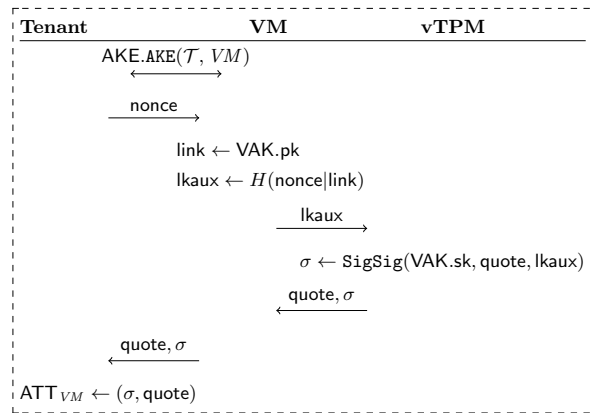 Tenant VM vTPM
AKE.AKE(𝒯, VM)
nonce
link ← VAK.pk
lkaux ← H(nonce|link)
lkaux
σ ← SigSig(VAK.sk, quote, lkaux)
quote, σ
quote, σ
ATT_VM ← (σ, quote)